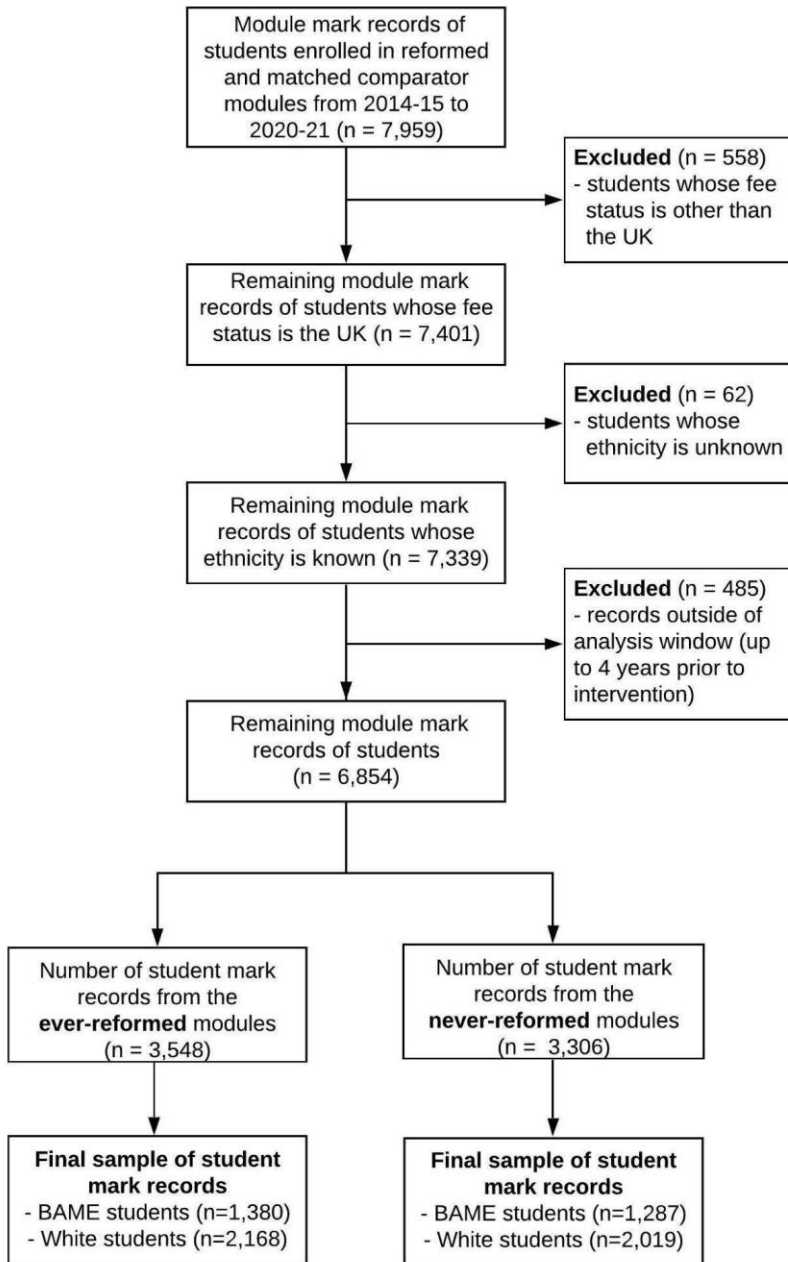 Module mark records of
students enrolled in reformed
and matched comparator
modules from 2014-15 to
2020-21 (n = 7,959)
Excluded (n = 558)
- students whose fee
status is other than
the UK
Remaining module mark
records of students whose fee
status is the UK (n = 7,401)
Excluded (n = 62)
- students whose
ethnicity is unknown
Remaining module mark
records of students whose
ethnicity is known (n = 7,339)
Excluded (n = 485)
- records outside of
analysis window (up
to 4 years prior to
intervention)
Remaining module mark
records of students
(n = 6,854)
Number of student mark
records from the
ever-reformed modules
(n = 3,548)
Number of student mark
records from the
never-reformed modules
(n = 3,306)
Final sample of student
mark records
- BAME students (n=1,380)
- White students (n=2,168)
Final sample of student
mark records
- BAME students (n=1,287)
- White students (n=2,019)